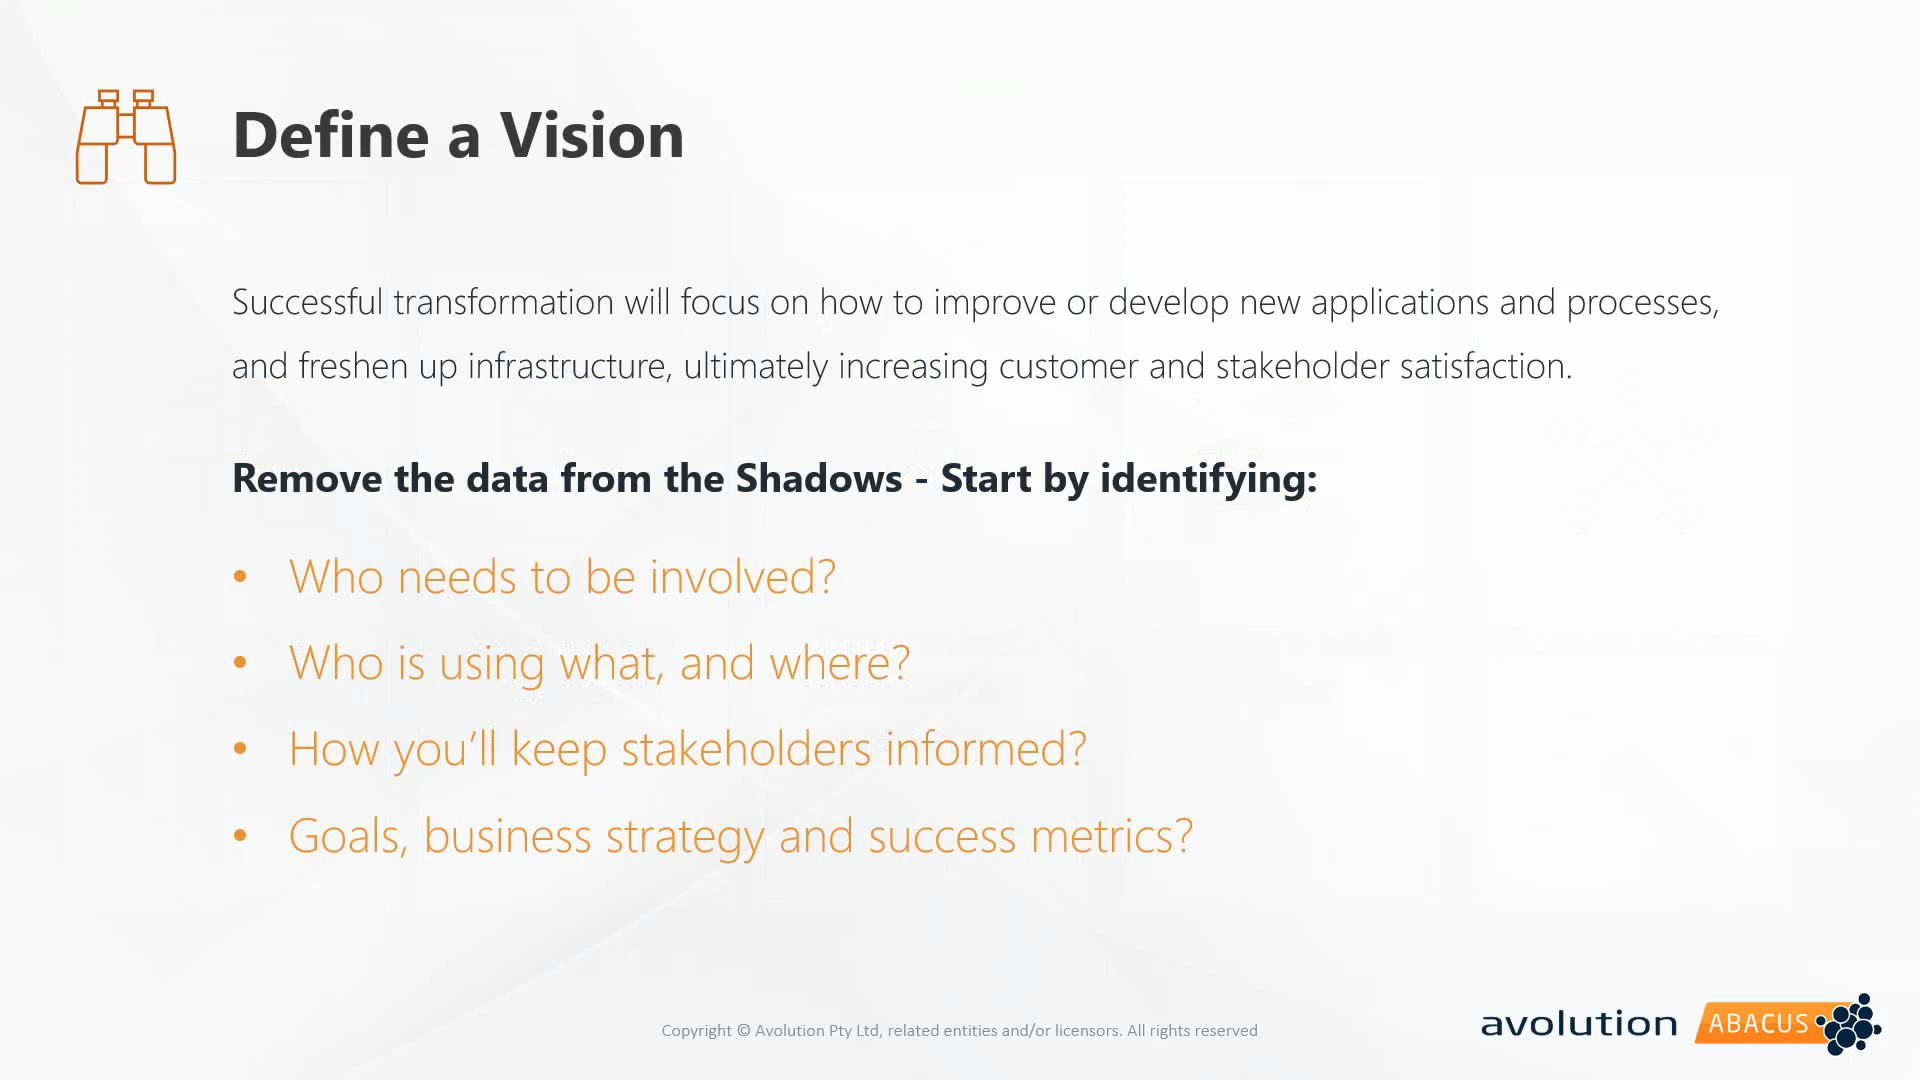 Define a Vision
Successful transformation will focus on how to improve or develop new applications and processes,
and freshen up infrastructure, ultimately increasing customer and stakeholder satisfaction.
Remove the data from the Shadows - Start by identifying:
• Who needs to be involved?
• Who is using what, and where?
• How you’ll keep stakeholders informed?
• Goals, business strategy and success metrics?
Copyright © Avolution Pty Ltd, related entities and/or licensors. All rights reserved
avolution ABACUS